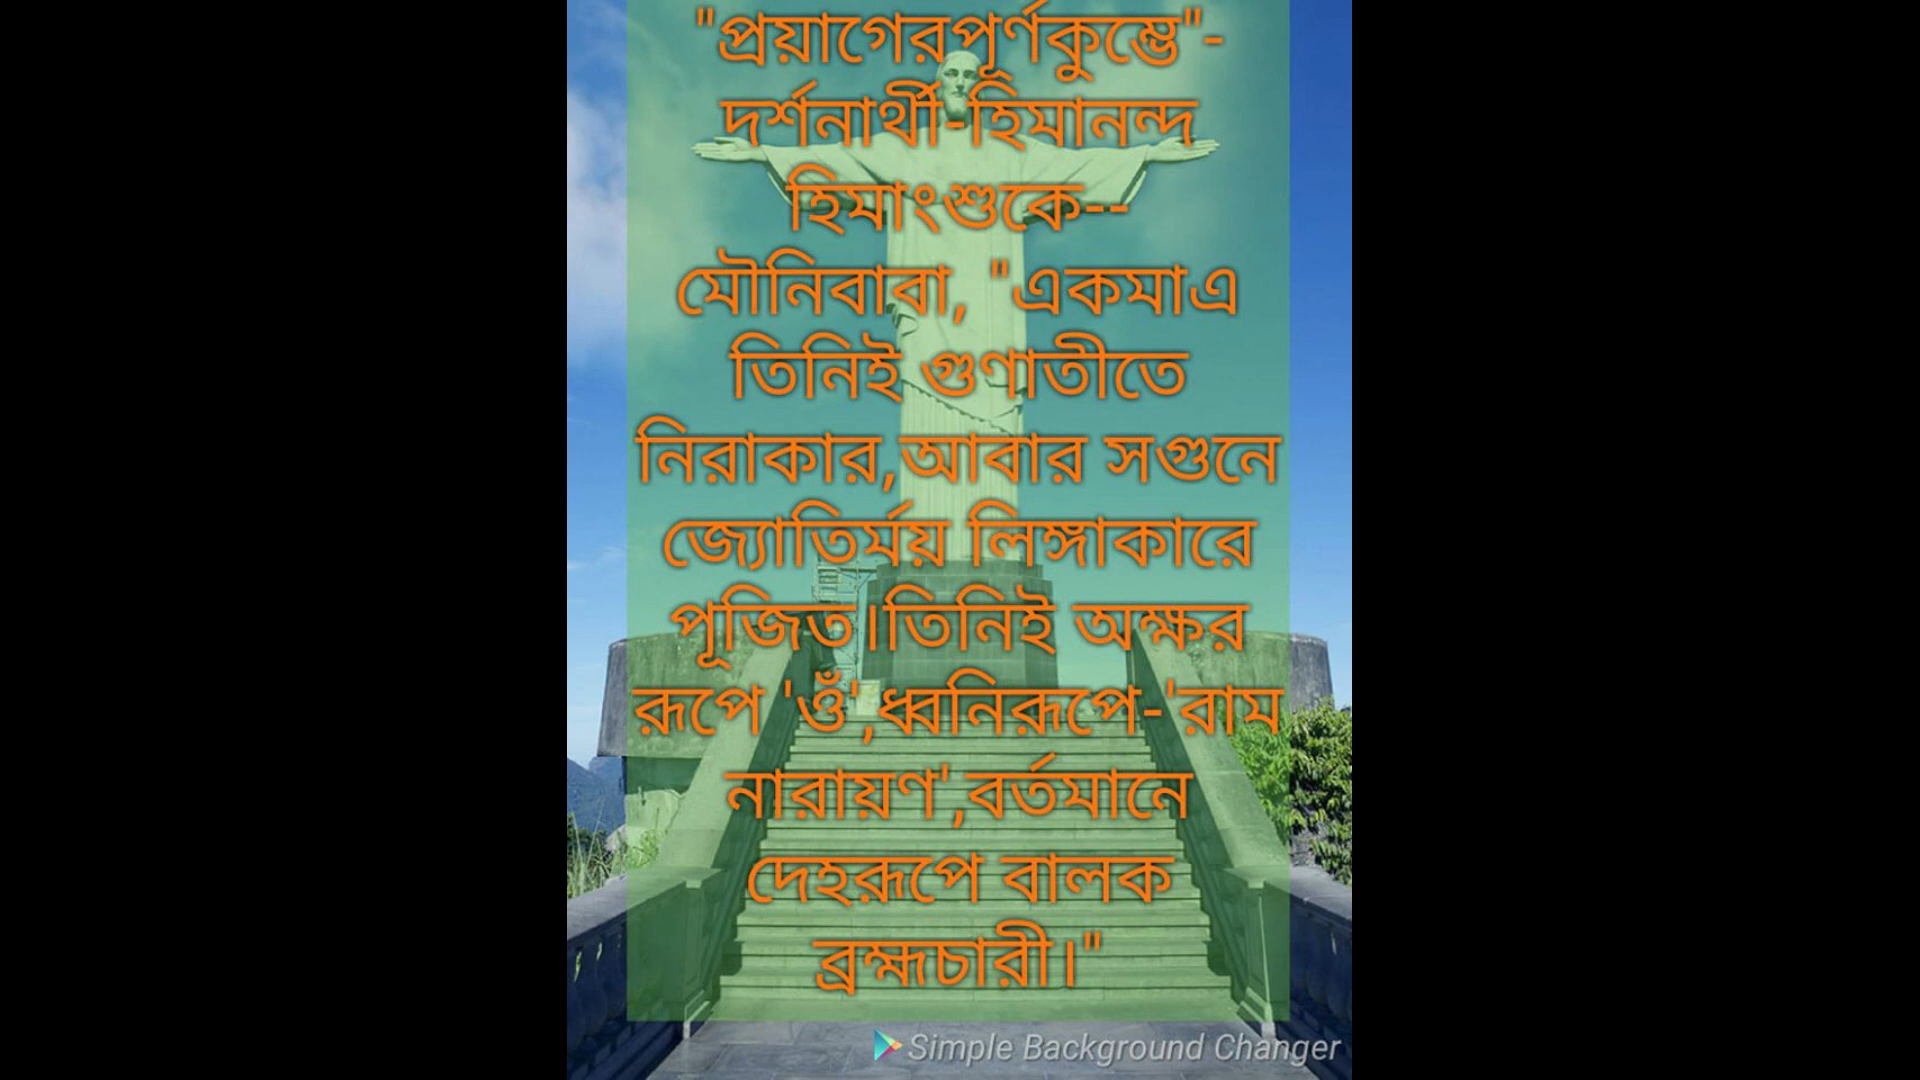 "প্রয়াগেরপূর্ণকুম্ভে"-
দর্শনার্থী-হিমানন্দ
হিমাংশুকে--
মৌনিবাবা, "একমাএ
তিনিই গুণাতীতে
নিরাকার,আবার সগুনে
জ্যোতির্ময় লিঙ্গাকারে
পূজিত।তিনিই অক্ষর
রূপে 'ওঁ',ধ্বনিরূপে-'রাম
নারায়ণ',বর্তমানে
দেহরূপে বালক
ব্রহ্মচারী।"
Simple Background Changer